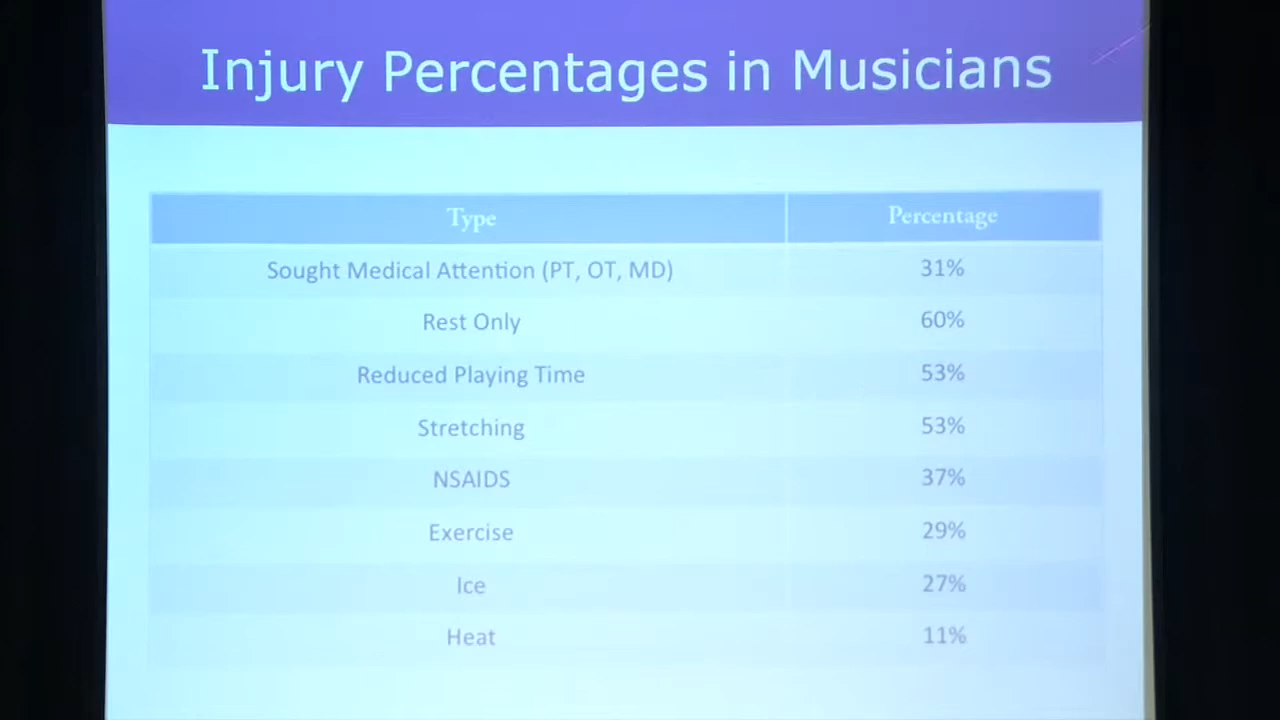 Injury Percentages in Musicians
Type Percentage
Sought Medical Attention (PT, OT, MD) 31%
Rest Only 60%
Reduced Playing Time 53%
Stretching 53%
NSAIDS 37%
Exercise 29%
Ice 27%
Heat 11%